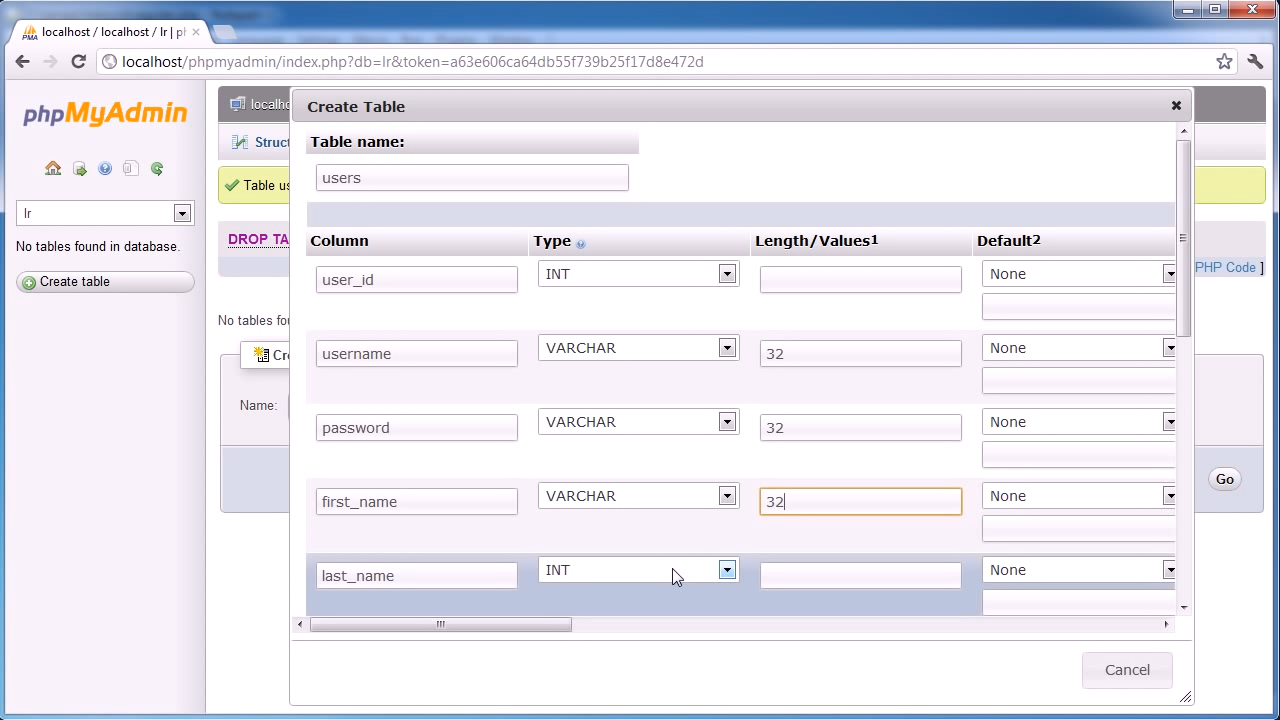 localhost / localhost / lr | ph
localhost/phpmyadmin/index.php?db=lr&token=a63e606ca64db55f739b25f17d8e472d
phpMyAdmin
lr
No tables found in database.
Create table
localho
Struct
Table us
DROP TA
PHP Code ]
No tables fou
Cre
Name:
Go
Create Table
Table name:
users
Column Type Length/Values1 Default2
user_id INT None
username VARCHAR 32 None
password VARCHAR 32 None
first_name VARCHAR 32 None
last_name INT None
Cancel